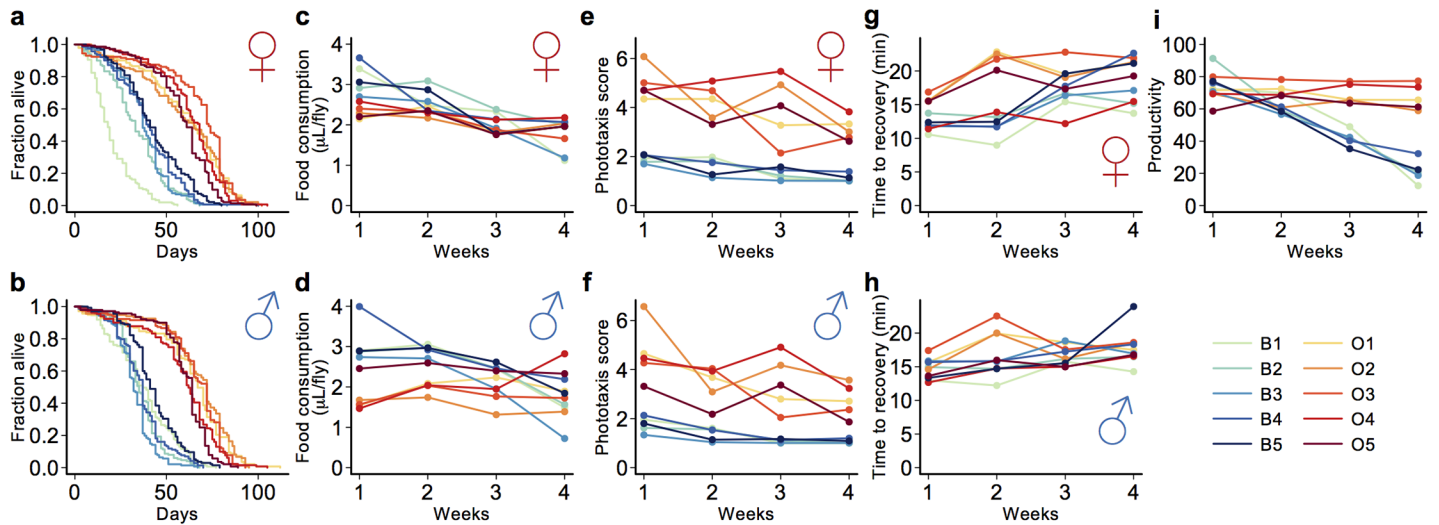 a
Fraction alive
1.0
0.8
0.6
0.4
0.2
0.0
0 50 100
Days
c
Food consumption
(μL/fly)
4
3
2
1
0
1 2 3 4
Weeks
e
Phototaxis score
6
4
2
0
1 2 3 4
Weeks
g
Time to recovery (min)
20
15
10
5
0
1 2 3 4
Weeks
i
Productivity
100
80
60
40
20
0
1 2 3 4
Weeks
b
Fraction alive
1.0
0.8
0.6
0.4
0.2
0.0
0 50 100
Days
d
Food consumption
(μL/fly)
4
3
2
1
0
1 2 3 4
Weeks
f
Phototaxis score
6
4
2
0
1 2 3 4
Weeks
h
Time to recovery (min)
20
15
10
5
0
1 2 3 4
Weeks
B1 O1
B2 O2
B3 O3
B4 O4
B5 O5